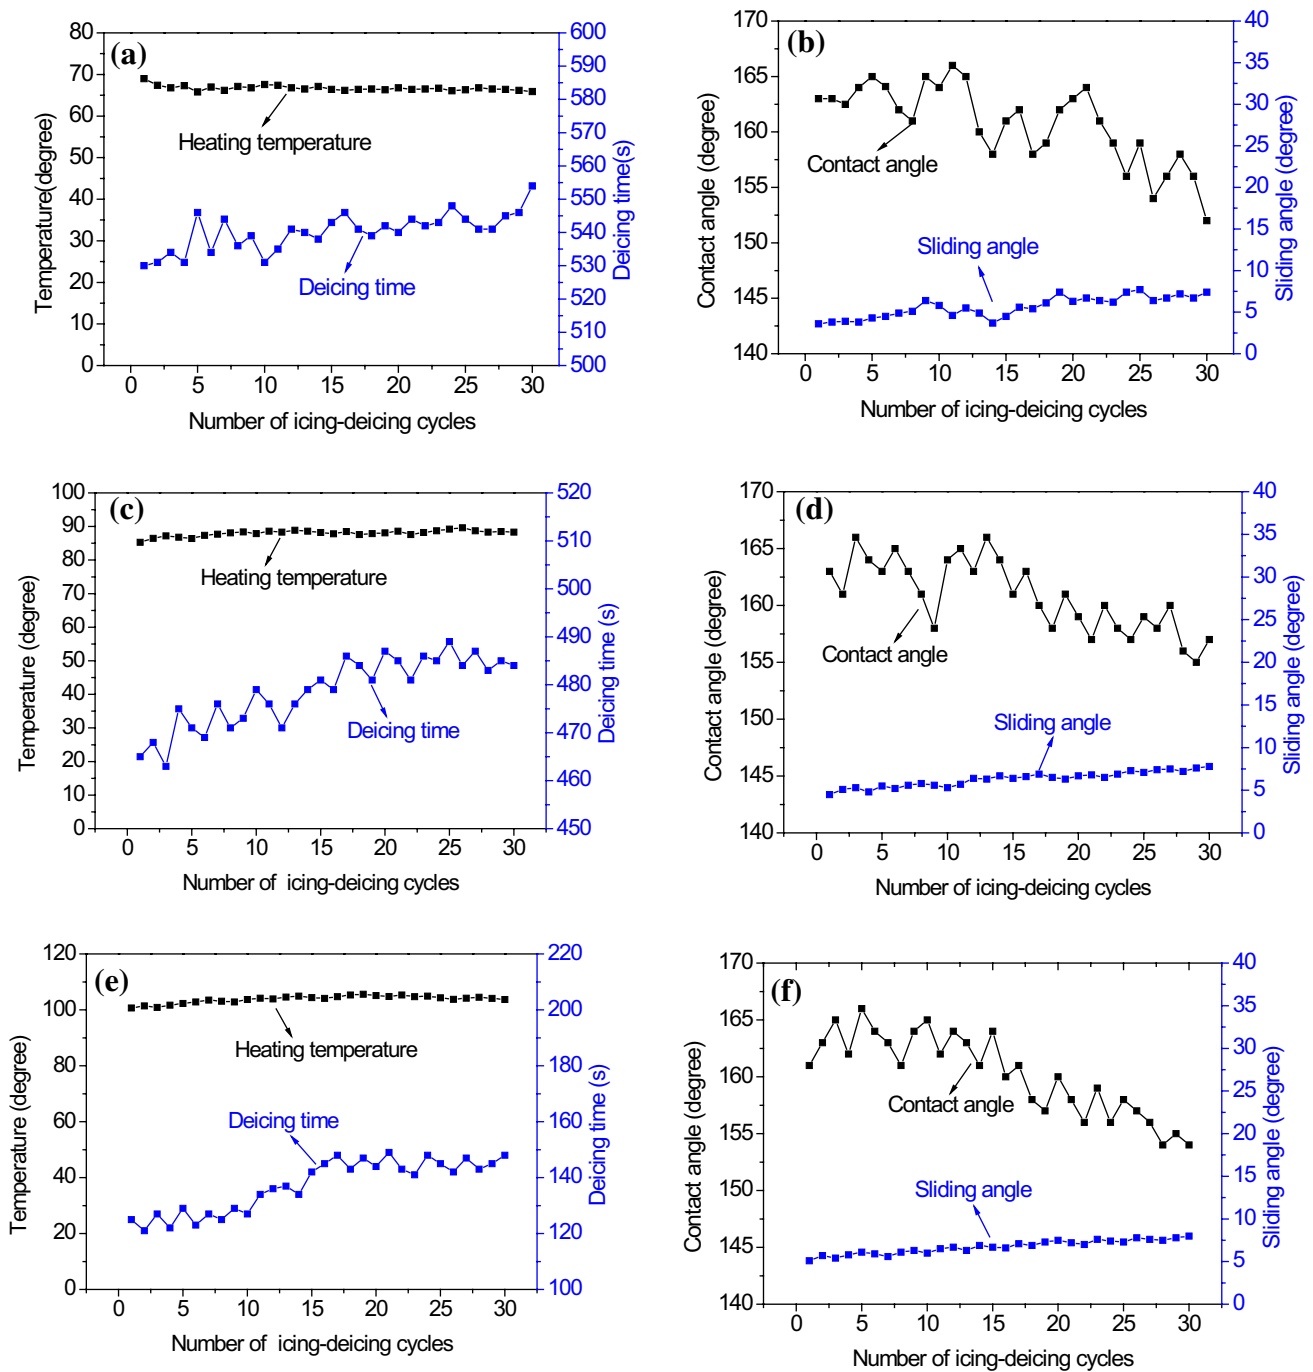 (a)
80
70
60
50
40
30
20
10
0
Temperature(degree)
600
590
580
570
560
550
540
530
520
510
500
Deicing time(s)
Heating temperature
Deicing time
0 5 10 15 20 25 30
Number of icing-deicing cycles
(b)
170
165
160
155
150
145
140
Contact angle (degree)
40
35
30
25
20
15
10
5
0
Sliding angle (degree)
Contact angle
Sliding angle
0 5 10 15 20 25 30
Number of icing-deicing cycles
(c)
100
90
80
70
60
50
40
30
20
10
0
Temperature (degree)
520
510
500
490
480
470
460
450
Deicing time (s)
Heating temperature
Deicing time
0 5 10 15 20 25 30
Number of icing-deicing cycles
(d)
170
165
160
155
150
145
140
Contact angle (degree)
40
35
30
25
20
15
10
5
0
Sliding angle (degree)
Contact angle
Sliding angle
0 5 10 15 20 25 30
Number of icing-deicing cycles
(e)
120
100
80
60
40
20
0
Temperature (degree)
220
200
180
160
140
120
100
Deicing time (s)
Heating temperature
Deicing time
0 5 10 15 20 25 30
Number of icing-deicing cycles
(f)
170
165
160
155
150
145
140
Contact angle (degree)
40
35
30
25
20
15
10
5
0
Sliding angle (degree)
Contact angle
Sliding angle
0 5 10 15 20 25 30
Number of icing-deicing cycles